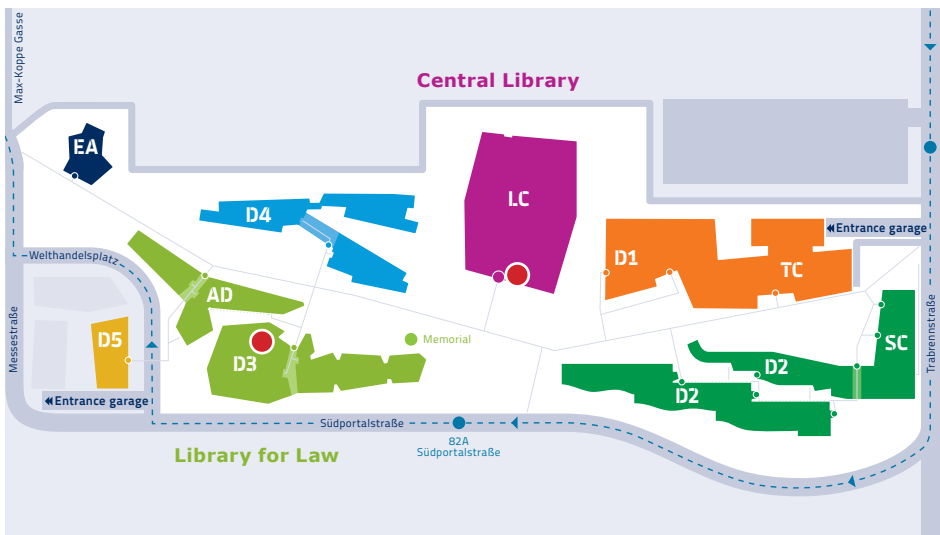 Max-Koppe Gasse
Central Library
EA
LC
D4
Entrance garage
D1
TC
Welthandelsplatz
AD
Messestraße
D5
D3
Memorial
SC
Trabrenstraße
D2
D2
Entrance garage
Südportalstraße
82A
Südportalstraße
Library for Law